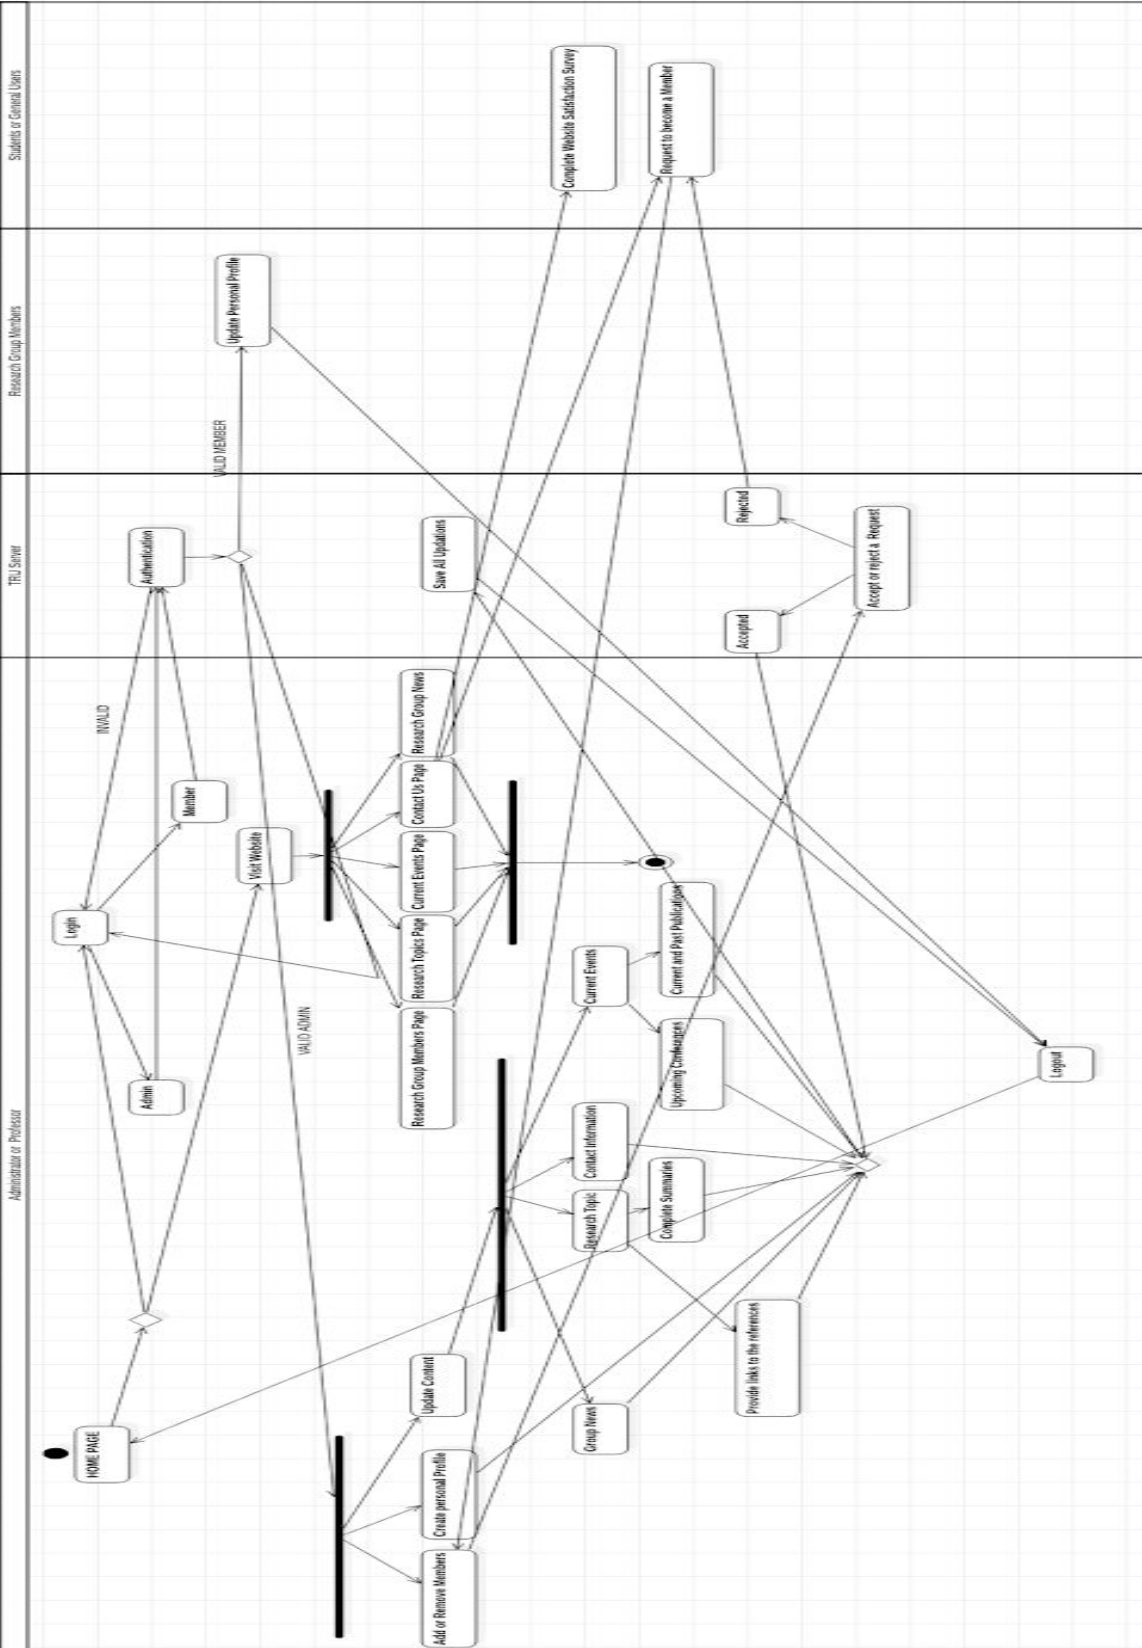 Administrator or Professor
TRU Server
Research Group Members
Students or General Users
HOME PAGE
Login
INVALID
Admin
Authentication
Member
VALID MEMBER
Update Personal Profile
Visit Website
VALID ADMIN
Research Group Members Page
Research Topics Page
Current Events Page
Contact Us Page
Research Group News
Add or Remove Members
Create personal Profile
Update Content
Save All Updations
Complete Website Satisfaction Survey
Group News
Research Topic
Contact Information
Current Events
Complete Summaries
Upcoming Conferences
Current and Past Publications
Request to become a Member
Provide links to the references
Accepted
Rejected
Accept or reject a Request
Logout